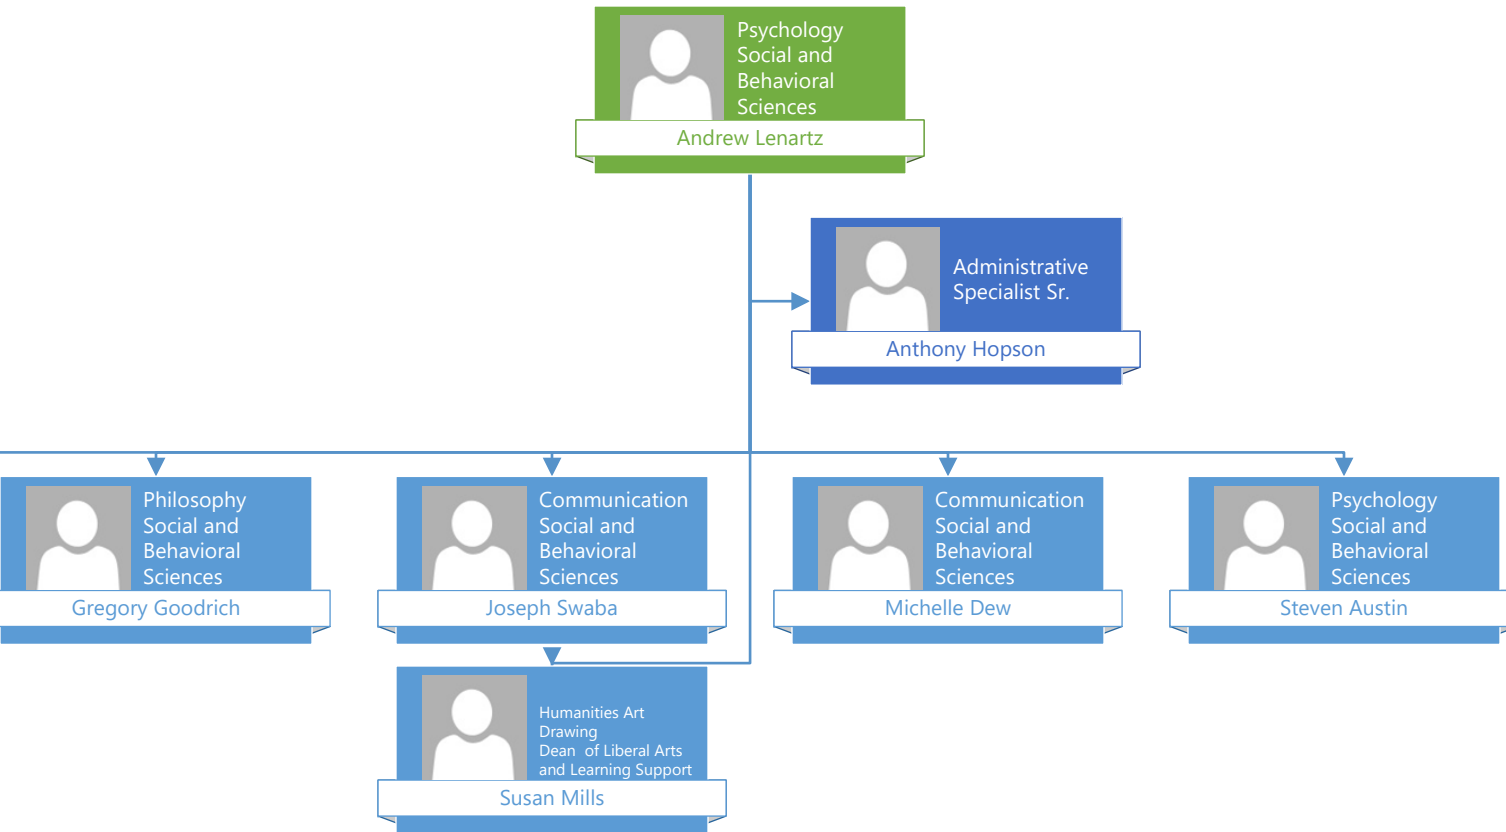 Psychology
Social and
Behavioral
Sciences
Andrew Lenartz
Administrative
Specialist Sr.
Anthony Hopson
Philosophy
Social and
Behavioral
Sciences
Gregory Goodrich
Communication
Social and
Behavioral
Sciences
Joseph Swaba
Communication
Social and
Behavioral
Sciences
Michelle Dew
Psychology
Social and
Behavioral
Sciences
Steven Austin
Humanities Art
Drawing
Dean  of Liberal Arts
and Learning Support
Susan Mills